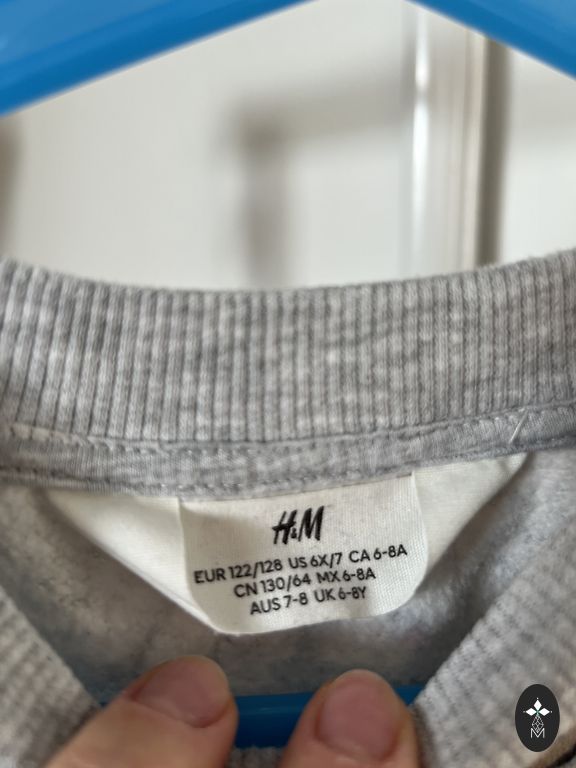 H&M
EUR 122/128 US 6X/7 CA 6-8A
CN 130/64 MX 6-8A
AUS 7-8 UK 6-8Y
M